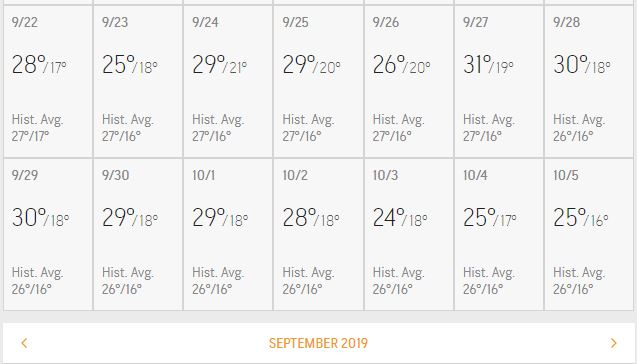 9/22 9/23 9/24 9/25 9/26 9/27 9/28
28°/17° 25°/18° 29°/21° 29°/20° 26°/20° 31°/19° 30°/18°
Hist. Avg. Hist. Avg. Hist. Avg. Hist. Avg. Hist. Avg. Hist. Avg. Hist. Avg.
27°/17° 27°/16° 27°/16° 27°/16° 27°/16° 27°/16° 26°/16°
9/29 9/30 10/1 10/2 10/3 10/4 10/5
30°/18° 29°/18° 29°/18° 28°/18° 24°/18° 25°/17° 25°/16°
Hist. Avg. Hist. Avg. Hist. Avg. Hist. Avg. Hist. Avg. Hist. Avg. Hist. Avg.
26°/16° 26°/16° 26°/16° 26°/16° 26°/16° 26°/16° 26°/16°
SEPTEMBER 2019